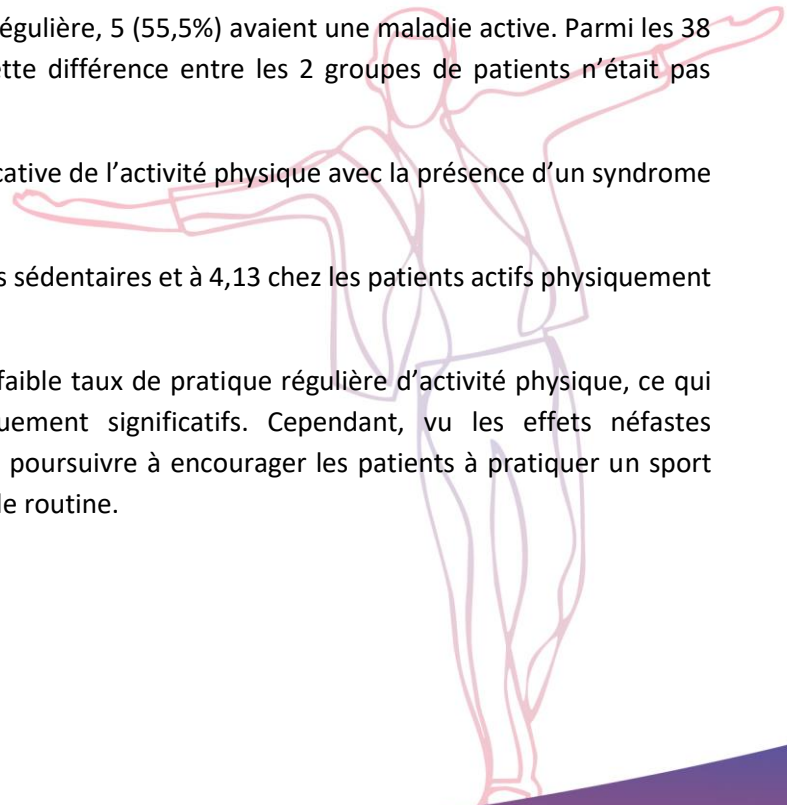 égulière, 5 (55,5%) avaient une maladie active. Parmi les 38
ette différence entre les 2 groupes de patients n’était pas
cative de l’activité physique avec la présence d’un syndrome
s sédentaires et à 4,13 chez les patients actifs physiquement
faible taux de pratique régulière d’activité physique, ce qui
uement significatifs. Cependant, vu les effets néfastes
poursuivre à encourager les patients à pratiquer un sport
le routine.